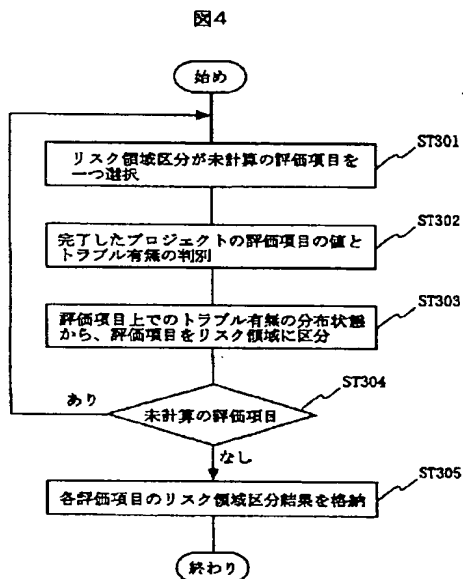 図4
始め
リスク領域区分が未計算の評価項目を
一つ選択
ST301
完了したプロジェクトの評価項目の値と
トラブル有無の判別
ST302
評価項目上でのトラブル有無の分布状態
から、評価項目をリスク領域に区分
ST303
あり
未計算の評価項目
ST304
なし
各評価項目のリスク領域区分結果を格納
ST305
終わり